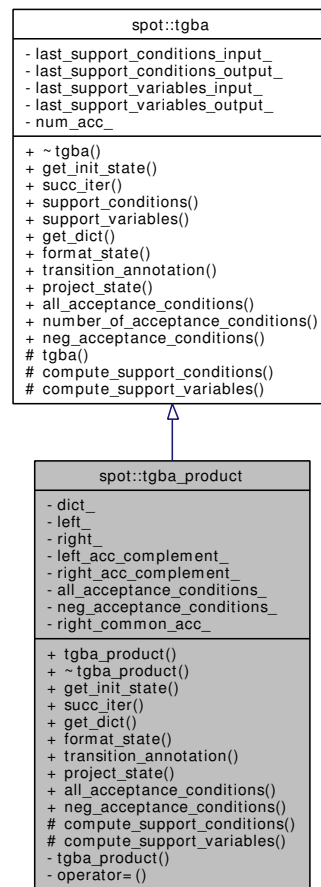 spot::tgba
- last_support_conditions_input_
- last_support_conditions_output_
- last_support_variables_input_
- last_support_variables_output_
- num_acc_
+ ~tgba()
+ get_init_state()
+ succ_iter()
+ support_conditions()
+ support_variables()
+ get_dict()
+ format_state()
+ transition_annotation()
+ project_state()
+ all_acceptance_conditions()
+ number_of_acceptance_conditions()
+ neg_acceptance_conditions()
# tgba()
# compute_support_conditions()
# compute_support_variables()
spot::tgba_product
- dict_
- left_
- right_
- left_acc_complement_
- right_acc_complement_
- all_acceptance_conditions_
- neg_acceptance_conditions_
- right_common_acc_
+ tgba_product()
+ ~tgba_product()
+ get_init_state()
+ succ_iter()
+ get_dict()
+ format_state()
+ transition_annotation()
+ project_state()
+ all_acceptance_conditions()
+ neg_acceptance_conditions()
# compute_support_conditions()
# compute_support_variables()
- tgba_product()
- operator=()